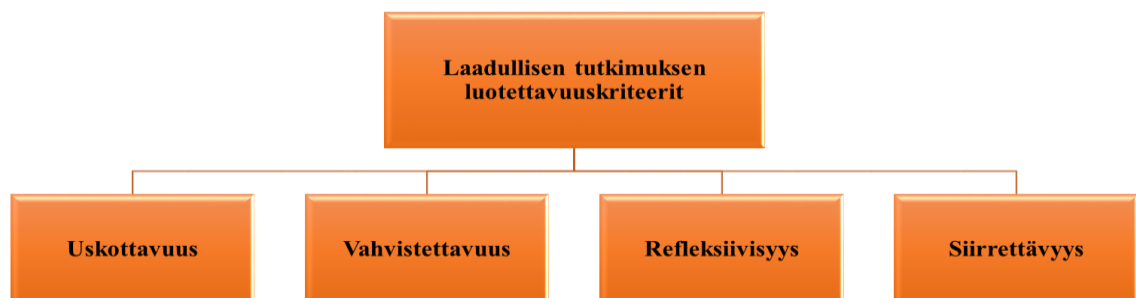 Laadullisen tutkimuksen
luotettavuuskriteerit
Uskottavuus
Vahvistettavuus
Refleksiivisyys
Siirrettävyys